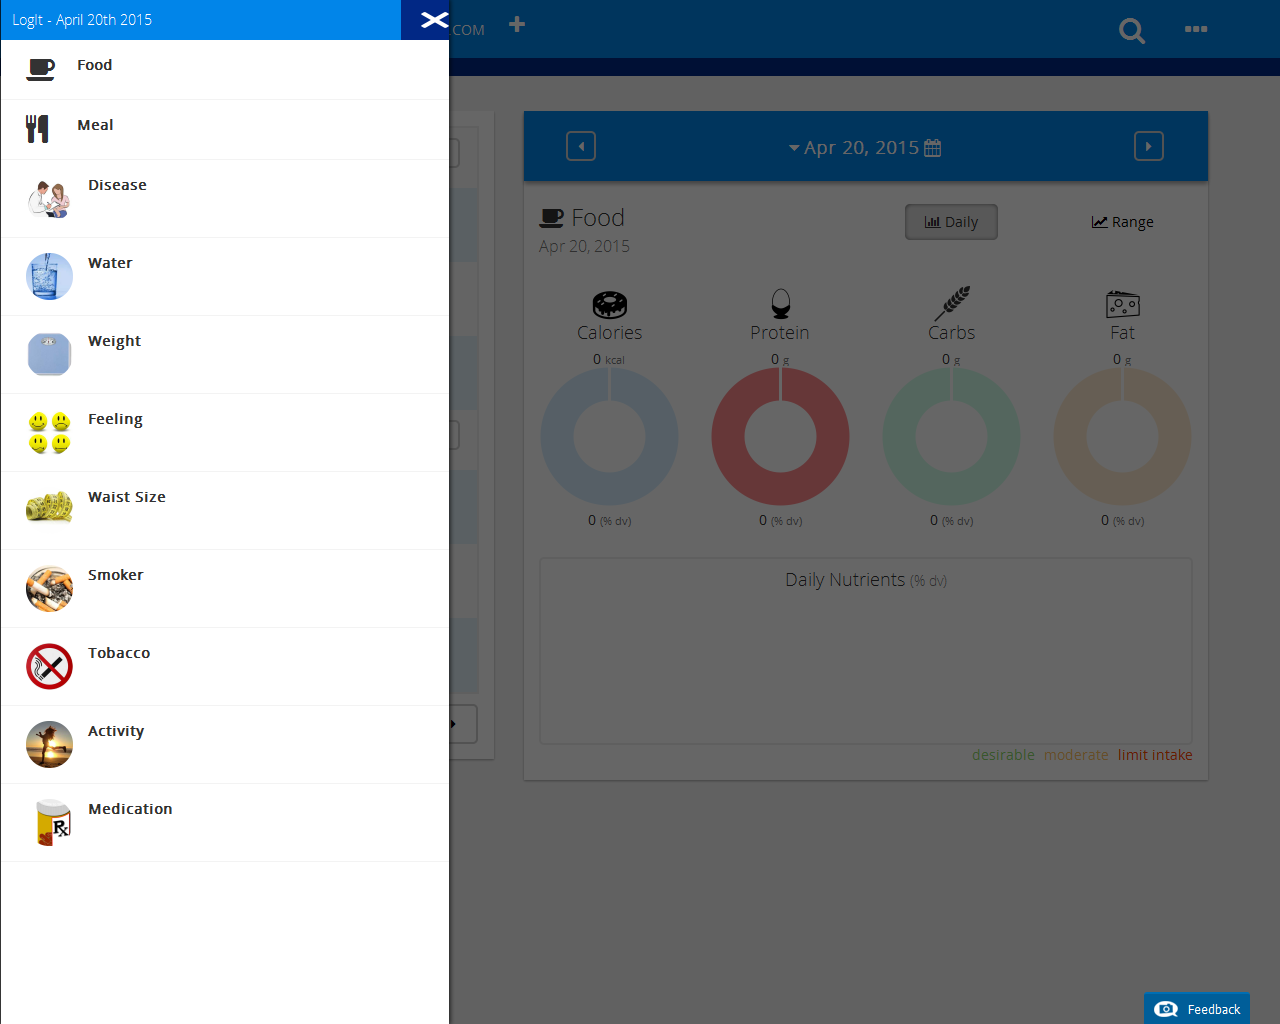 LogIt - April 20th 2015
.COM
Food
Meal
Disease
Water
Weight
Feeling
Waist Size
Smoker
Tobacco
Activity
Medication
Apr 20, 2015
Food
Apr 20, 2015
Daily
Range
Calories
Protein
Carbs
Fat
0 kcal
0 g
0 g
0 g
0 (% dv)
0 (% dv)
0 (% dv)
0 (% dv)
Daily Nutrients (% dv)
desirable moderate limit intake
Feedback